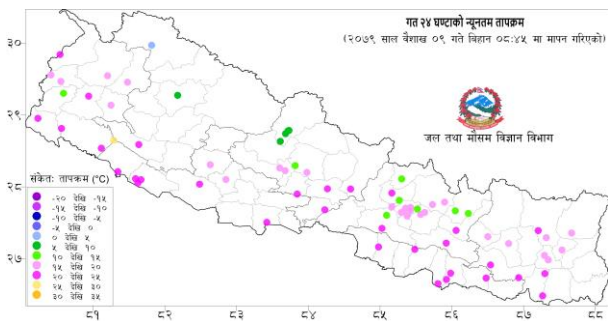 गत २४ घण्टाको न्यूनतम तापक्रम
(२०७९ साल वैशाख ०९ गते बिहान ०८:४५ मा मापन गरिएको)
जल तथा मौसम विज्ञान विभाग
३०
२९
२८
२७
संकेतः तापक्रम (°C)
-२० देखि -१५
-१५ देखि -१०
-१० देखि -५
-५ देखि ०
० देखि ५
५ देखि १०
१० देखि १५
१५ देखि २०
२० देखि २५
२५ देखि ३०
३० देखि ३५
८१ ८२ ८३ ८४ ८५ ८६ ८७ ८८